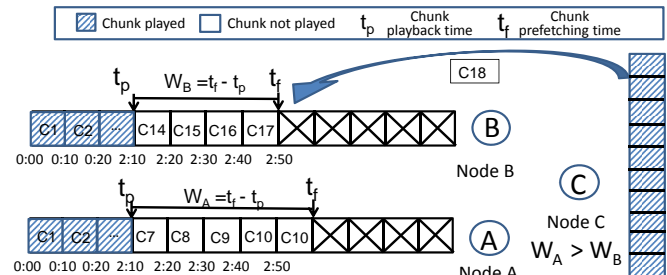 Chunk played Chunk not played tp Chunk playback time tf Chunk prefetching time
C18
tp WB =tf - tp tf
C1 C2 ... C14 C15 C16 C17
B
0:00 0:10 0:20 2:10 2:20 2:30 2:40 2:50
Node B
C
tp WA =tf - tp tf
Node C
C1 C2 ... C7 C8 C9 C10 C10
A
WA > WB
0:00 0:10 0:20 2:10 2:20 2:30 2:40 2:50
Node A